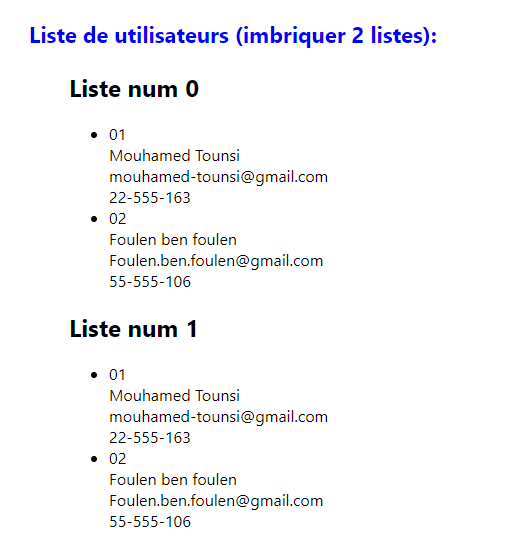 Liste de utilisateurs (imbriquer 2 listes):
Liste num 0
01
Mouhamed Tounsi
mouhamed-tounsi@gmail.com
22-555-163
02
Foulen ben foulen
Foulen.ben.foulen@gmail.com
55-555-106
Liste num 1
01
Mouhamed Tounsi
mouhamed-tounsi@gmail.com
22-555-163
02
Foulen ben foulen
Foulen.ben.foulen@gmail.com
55-555-106